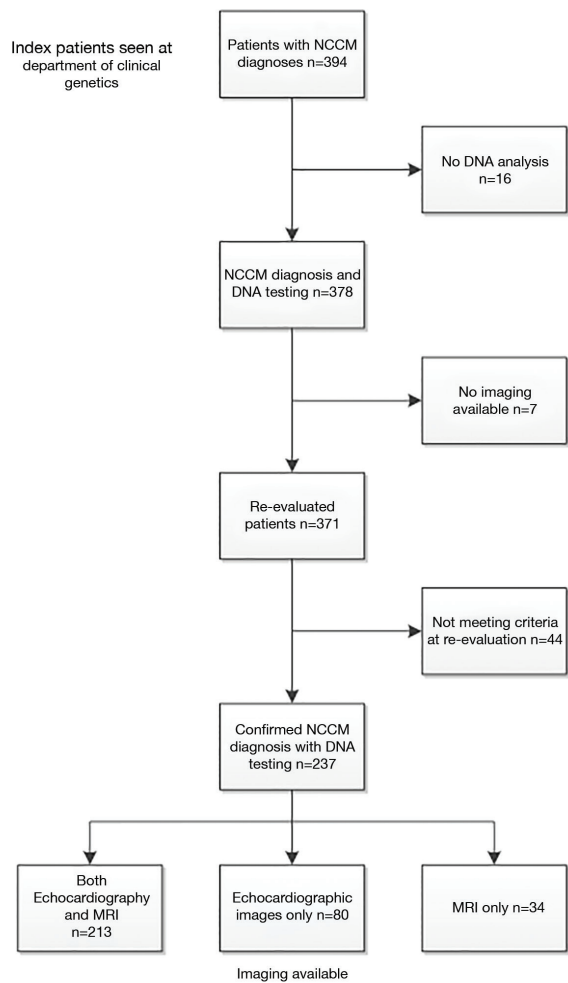 Index patients seen at
department of clinical
genetics
Patients with NCCM
diagnoses n=394
No DNA analysis
n=16
NCCM diagnosis and
DNA testing n=378
No imaging
available n=7
Re-evaluated
patients n=371
Not meeting criteria
at re-evaluation n=44
Confirmed NCCM
diagnosis with DNA
testing n=237
Both
Echocardiography
and MRI
n=213
Echocardiographic
images only n=80
MRI only n=34
Imaging available